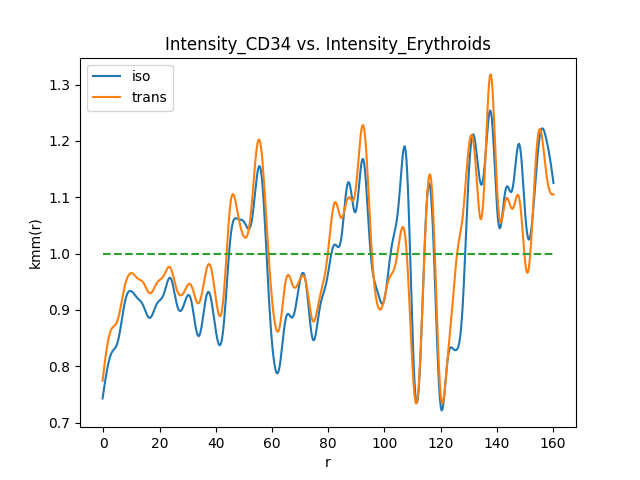 Intensity_CD34 vs. Intensity_Erythroids
iso
trans
kmm(r)
1.3
1.2
1.1
1.0
0.9
0.8
0.7
0 20 40 60 80 100 120 140 160
r